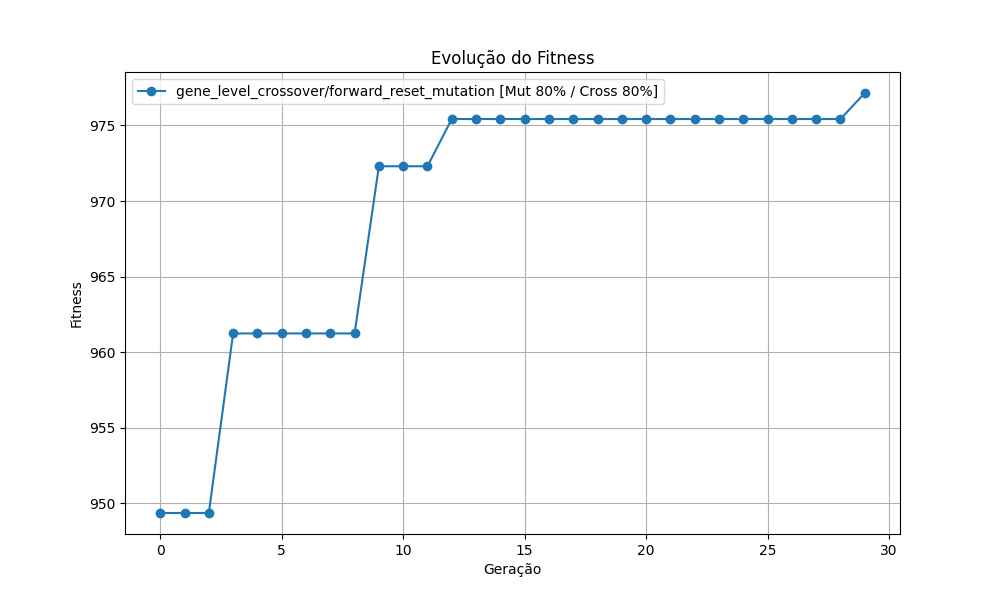 Evolução do Fitness
gene_level_crossover/forward_reset_mutation [Mut 80% / Cross 80%]
Fitness
975
970
965
960
955
950
0 5 10 15 20 25 30
Geração